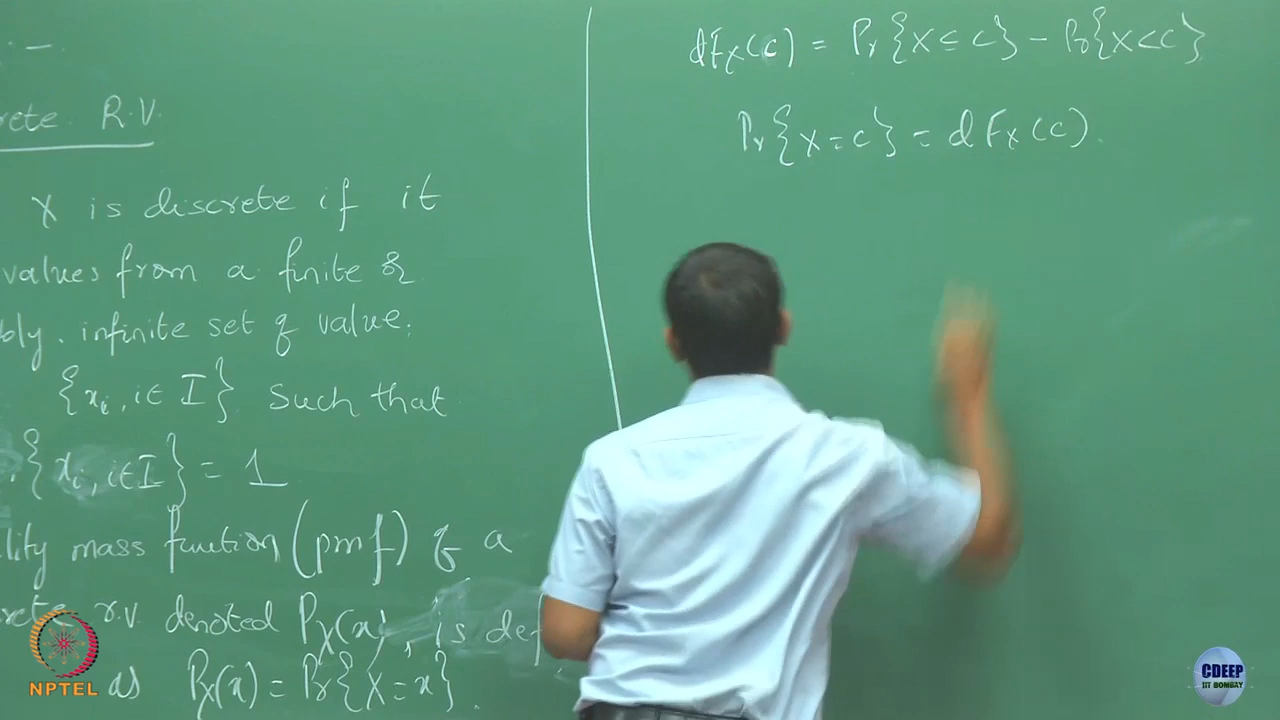 rete R.V.
X is discrete if it
values from a finite &
bly. infinite set of value.
{xi, i∈I} such that
{xi, i∈I} = 1
lity mass function (pmf) of a
rete r.v. denoted Px(x), is def
as Px(x) = Pr{X=x}.
dFx(c) = Pr{X≤c} - Pr{X<c}
Pr{X=c} = dFx(c).
NPTEL
CDEEP
IIT BOMBAY